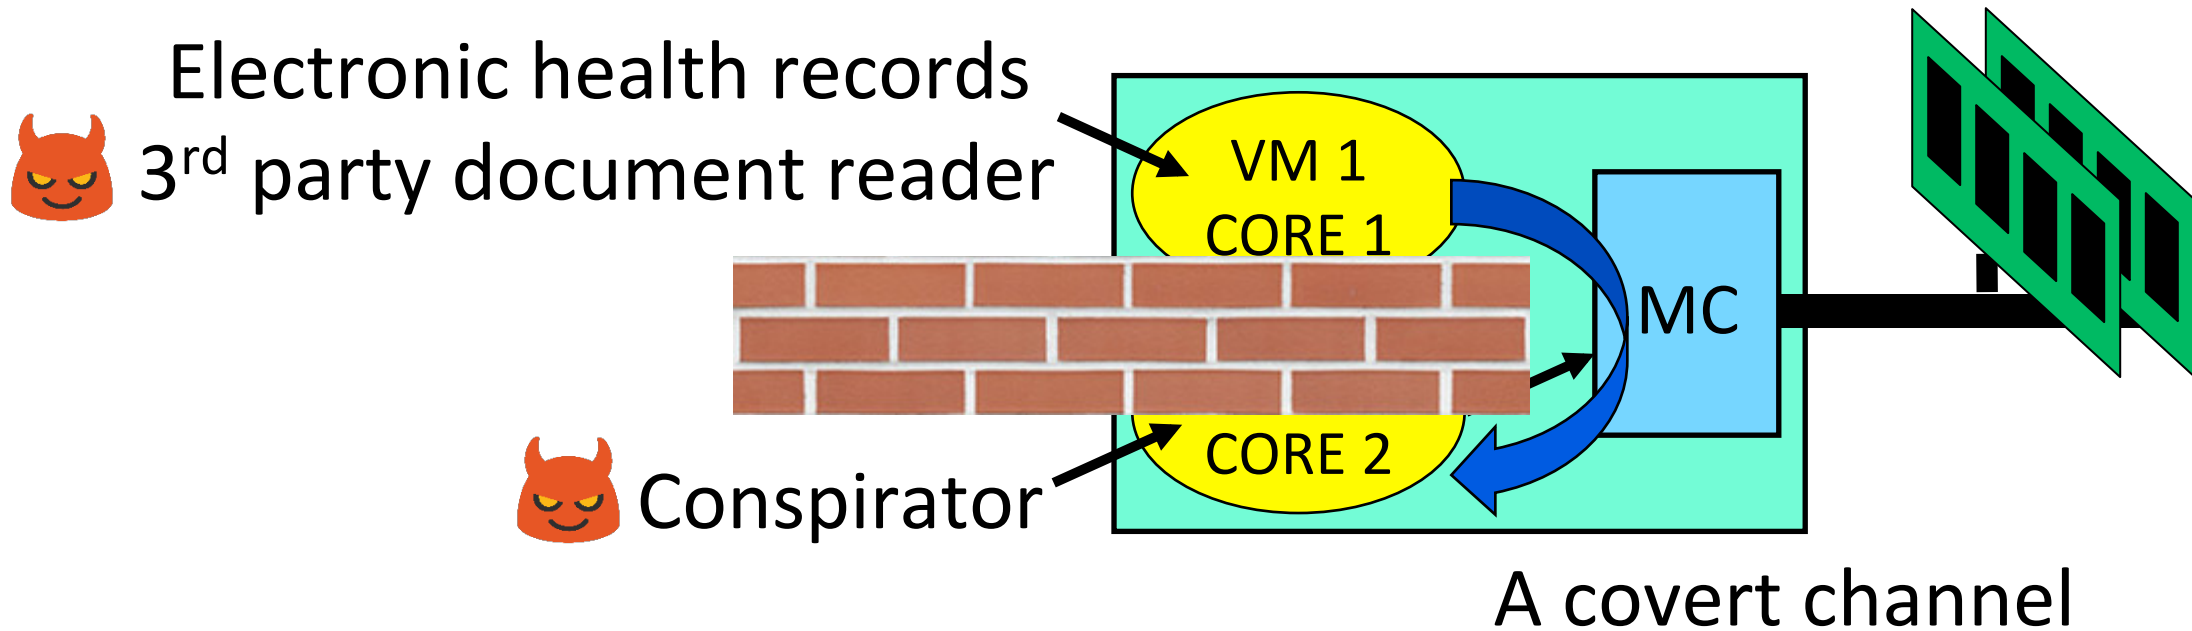 Electronic health records
3rd party document reader
VM 1
CORE 1
MC
CORE 2
Conspirator
A covert channel